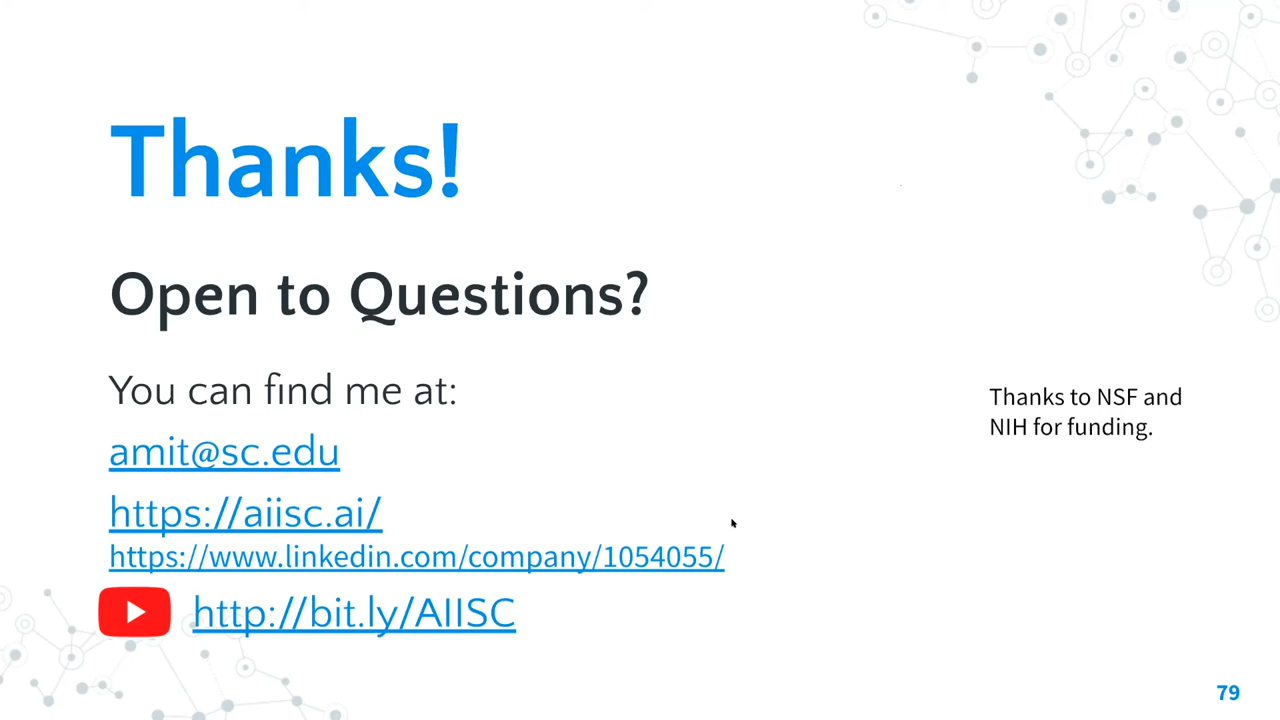 Thanks!
Open to Questions?
You can find me at:
amit@sc.edu
https://aiisc.ai/
https://www.linkedin.com/company/1054055/
http://bit.ly/AIISC
Thanks to NSF and
NIH for funding.
79